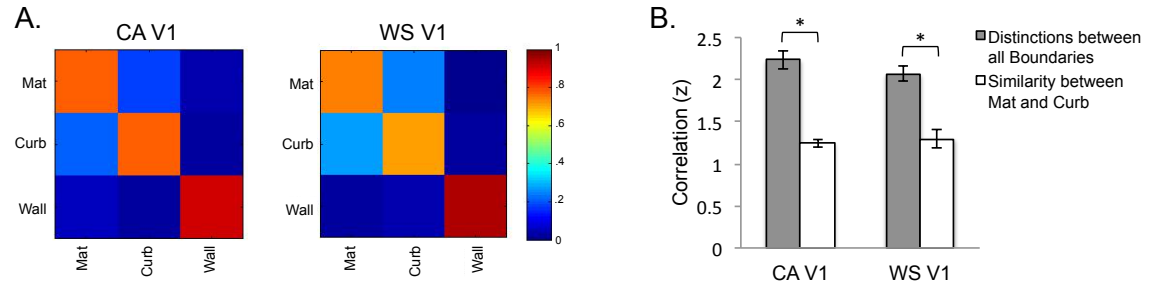 A.
CA V1
WS V1
Mat
Curb
Wall
Mat
Curb
Wall
Mat
Curb
Wall
Mat
Curb
Wall
1
.8
.6
.4
.2
0
B.
Correlation (z)
2.5
2
1.5
1
0.5
0
*
*
CA V1
WS V1
Distinctions between
all Boundaries
Similarity between
Mat and Curb